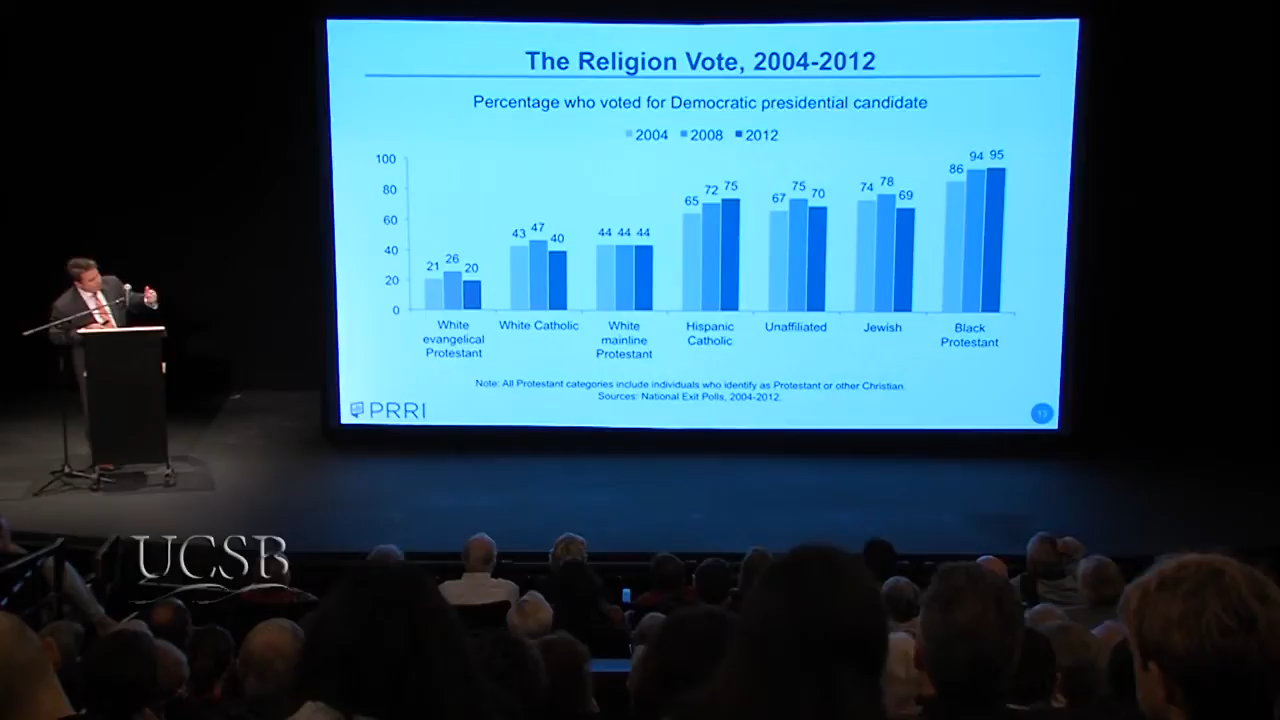 The Religion Vote, 2004-2012
Percentage who voted for Democratic presidential candidate
2004 2008 2012
100
80
60
40
20
0
21 26 20
43 47 40
44 44 44
65 72 75
67 75 70
74 78 69
86 94 95
White evangelical Protestant
White Catholic
White mainline Protestant
Hispanic Catholic
Unaffiliated
Jewish
Black Protestant
Note: All Protestant categories include individuals who identify as Protestant or other Christian.
Sources: National Exit Polls, 2004-2012.
PRRI
13
UCSB